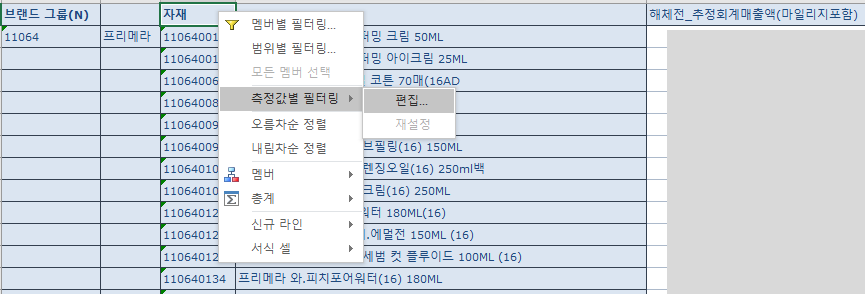 브랜드 그룹(N) 자재 해체전_추정회계매출액(마일리지포함)
11064 프리메라 11064001 터밍 크림 50ML
11064001 터밍 아이크림 25ML
11064006 코튼 70매(16AD
11064008
11064009
11064009 브필링(16) 150ML
11064010 렌징오일(16) 250ml백
11064010 크림(16) 250ML
11064012 워터 180ML(16)
11064012 .에멀전 150ML (16)
11064012 세범 컷 플루이드 100ML (16)
110640134 프리메라 와.피치포어워터(16) 180ML
멤버별 필터링...
범위별 필터링...
모든 멤버 선택
측정값별 필터링
오름차순 정렬
내림차순 정렬
멤버
총계
신규 라인
서식 셀
편집...
재설정